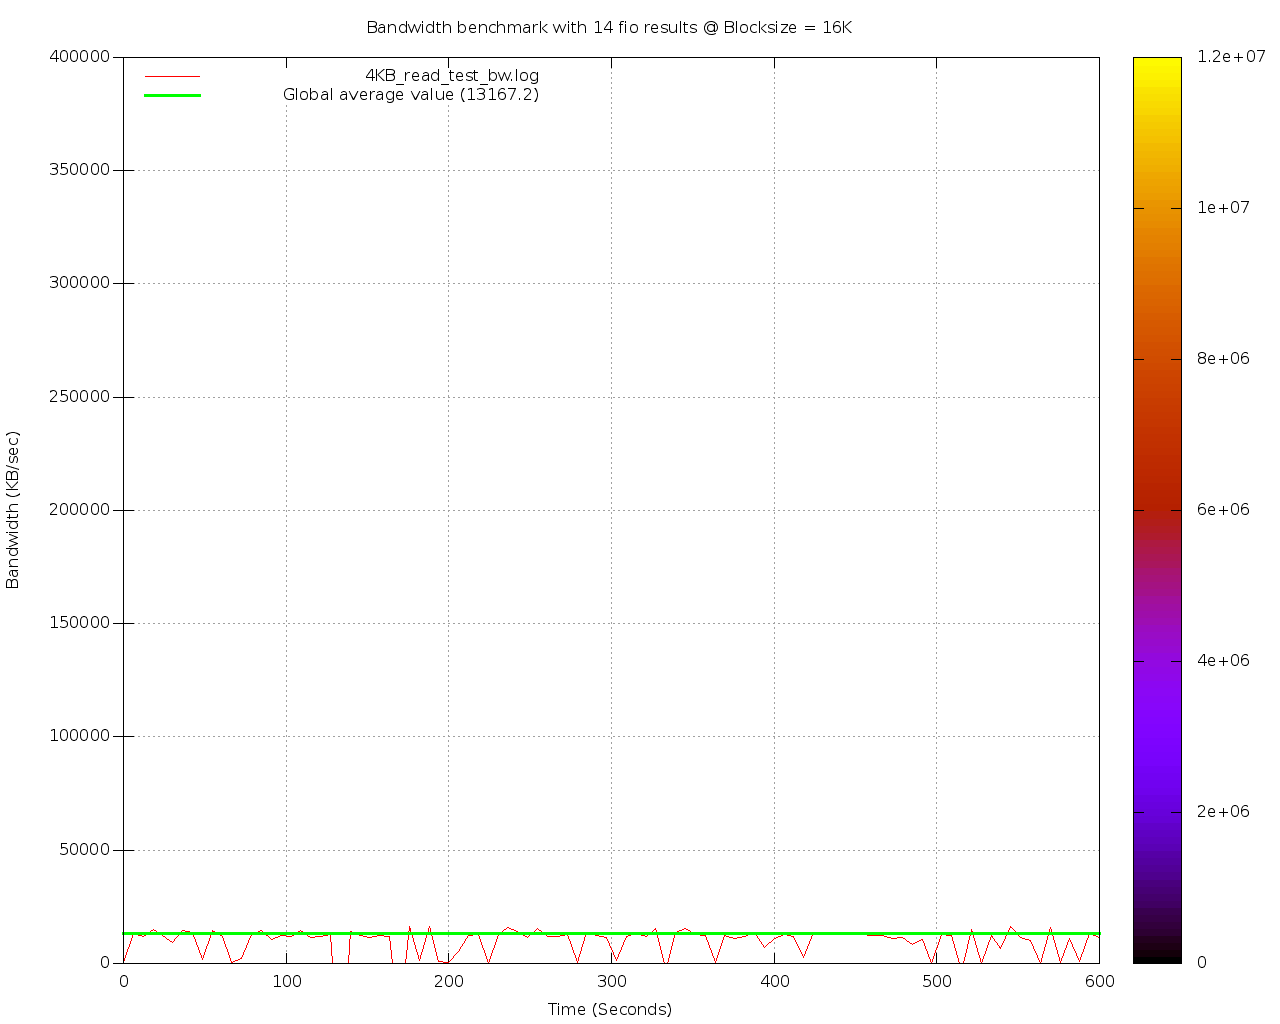 Bandwidth benchmark with 14 fio results @ Blocksize = 16K
4KB_read_test_bw.log
Global average value (13167.2)
400000
350000
300000
250000
200000
150000
100000
50000
0
Bandwidth (KB/sec)
0 100 200 300 400 500 600
Time (Seconds)
1.2e+07
1e+07
8e+06
6e+06
4e+06
2e+06
0